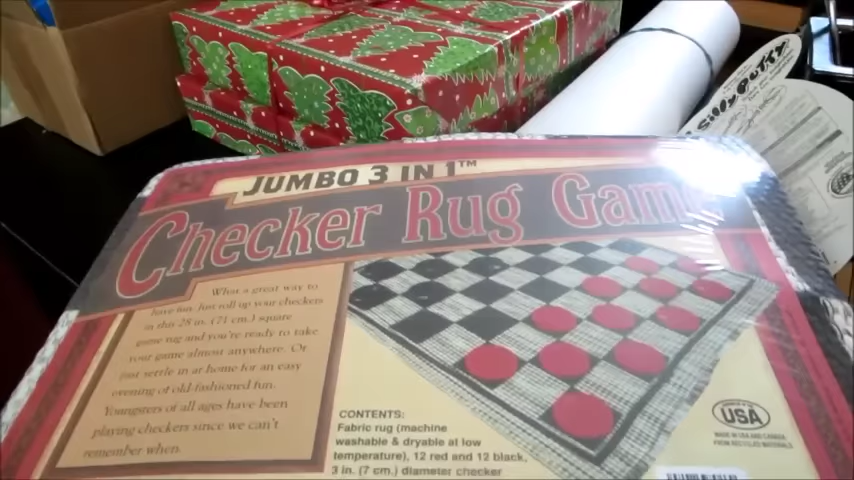 Silly Putty
JUMBO 3 IN 1™
Checker Rug Game
What a great way to
have fun! Just roll up your checkers
in this 28 in. (71 cm.) square
game rug and you're ready to take
your game almost anywhere. Or
just settle in at home for an easy
evening of old fashioned fun.
Youngsters of all ages have been
playing checkers since we can't
remember when.
CONTENTS:
Fabric rug (machine
washable & dryable at low
temperature), 12 red and 12 black,
3 in. (7 cm.) diameter checker
USA
MADE IN USA AND CANADA
FROM RECYCLED MATERIALS